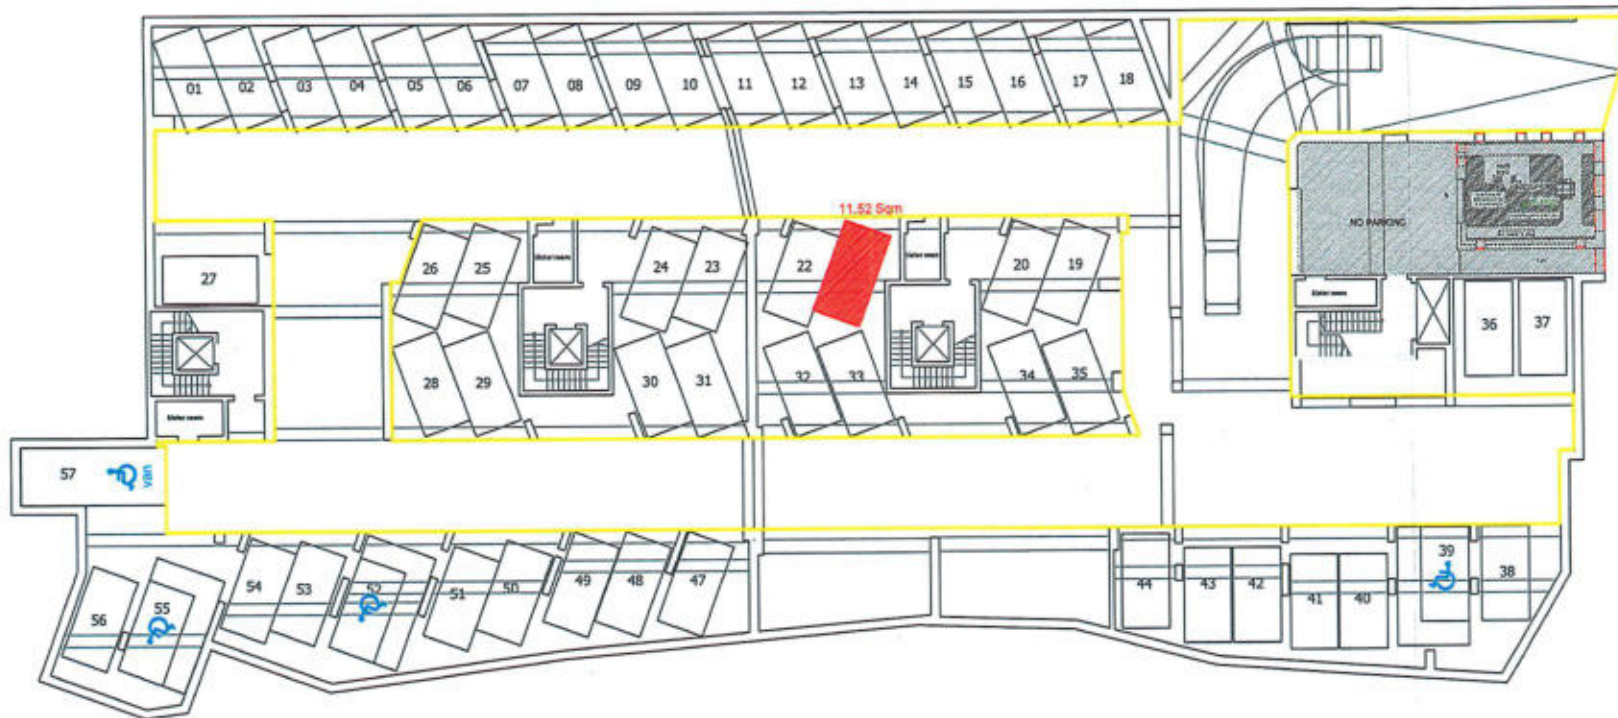 01 02 03 04 05 06 07 08 09 10 11 12 13 14 15 16 17 18
11.52 Sqm
NO PARKING
27 26 25 24 23 22 20 19
36 37
28 29 30 31 32 33 34 35
57 van
56 55 54 53 52 51 50 49 48 47 44 43 42 41 40 39 38